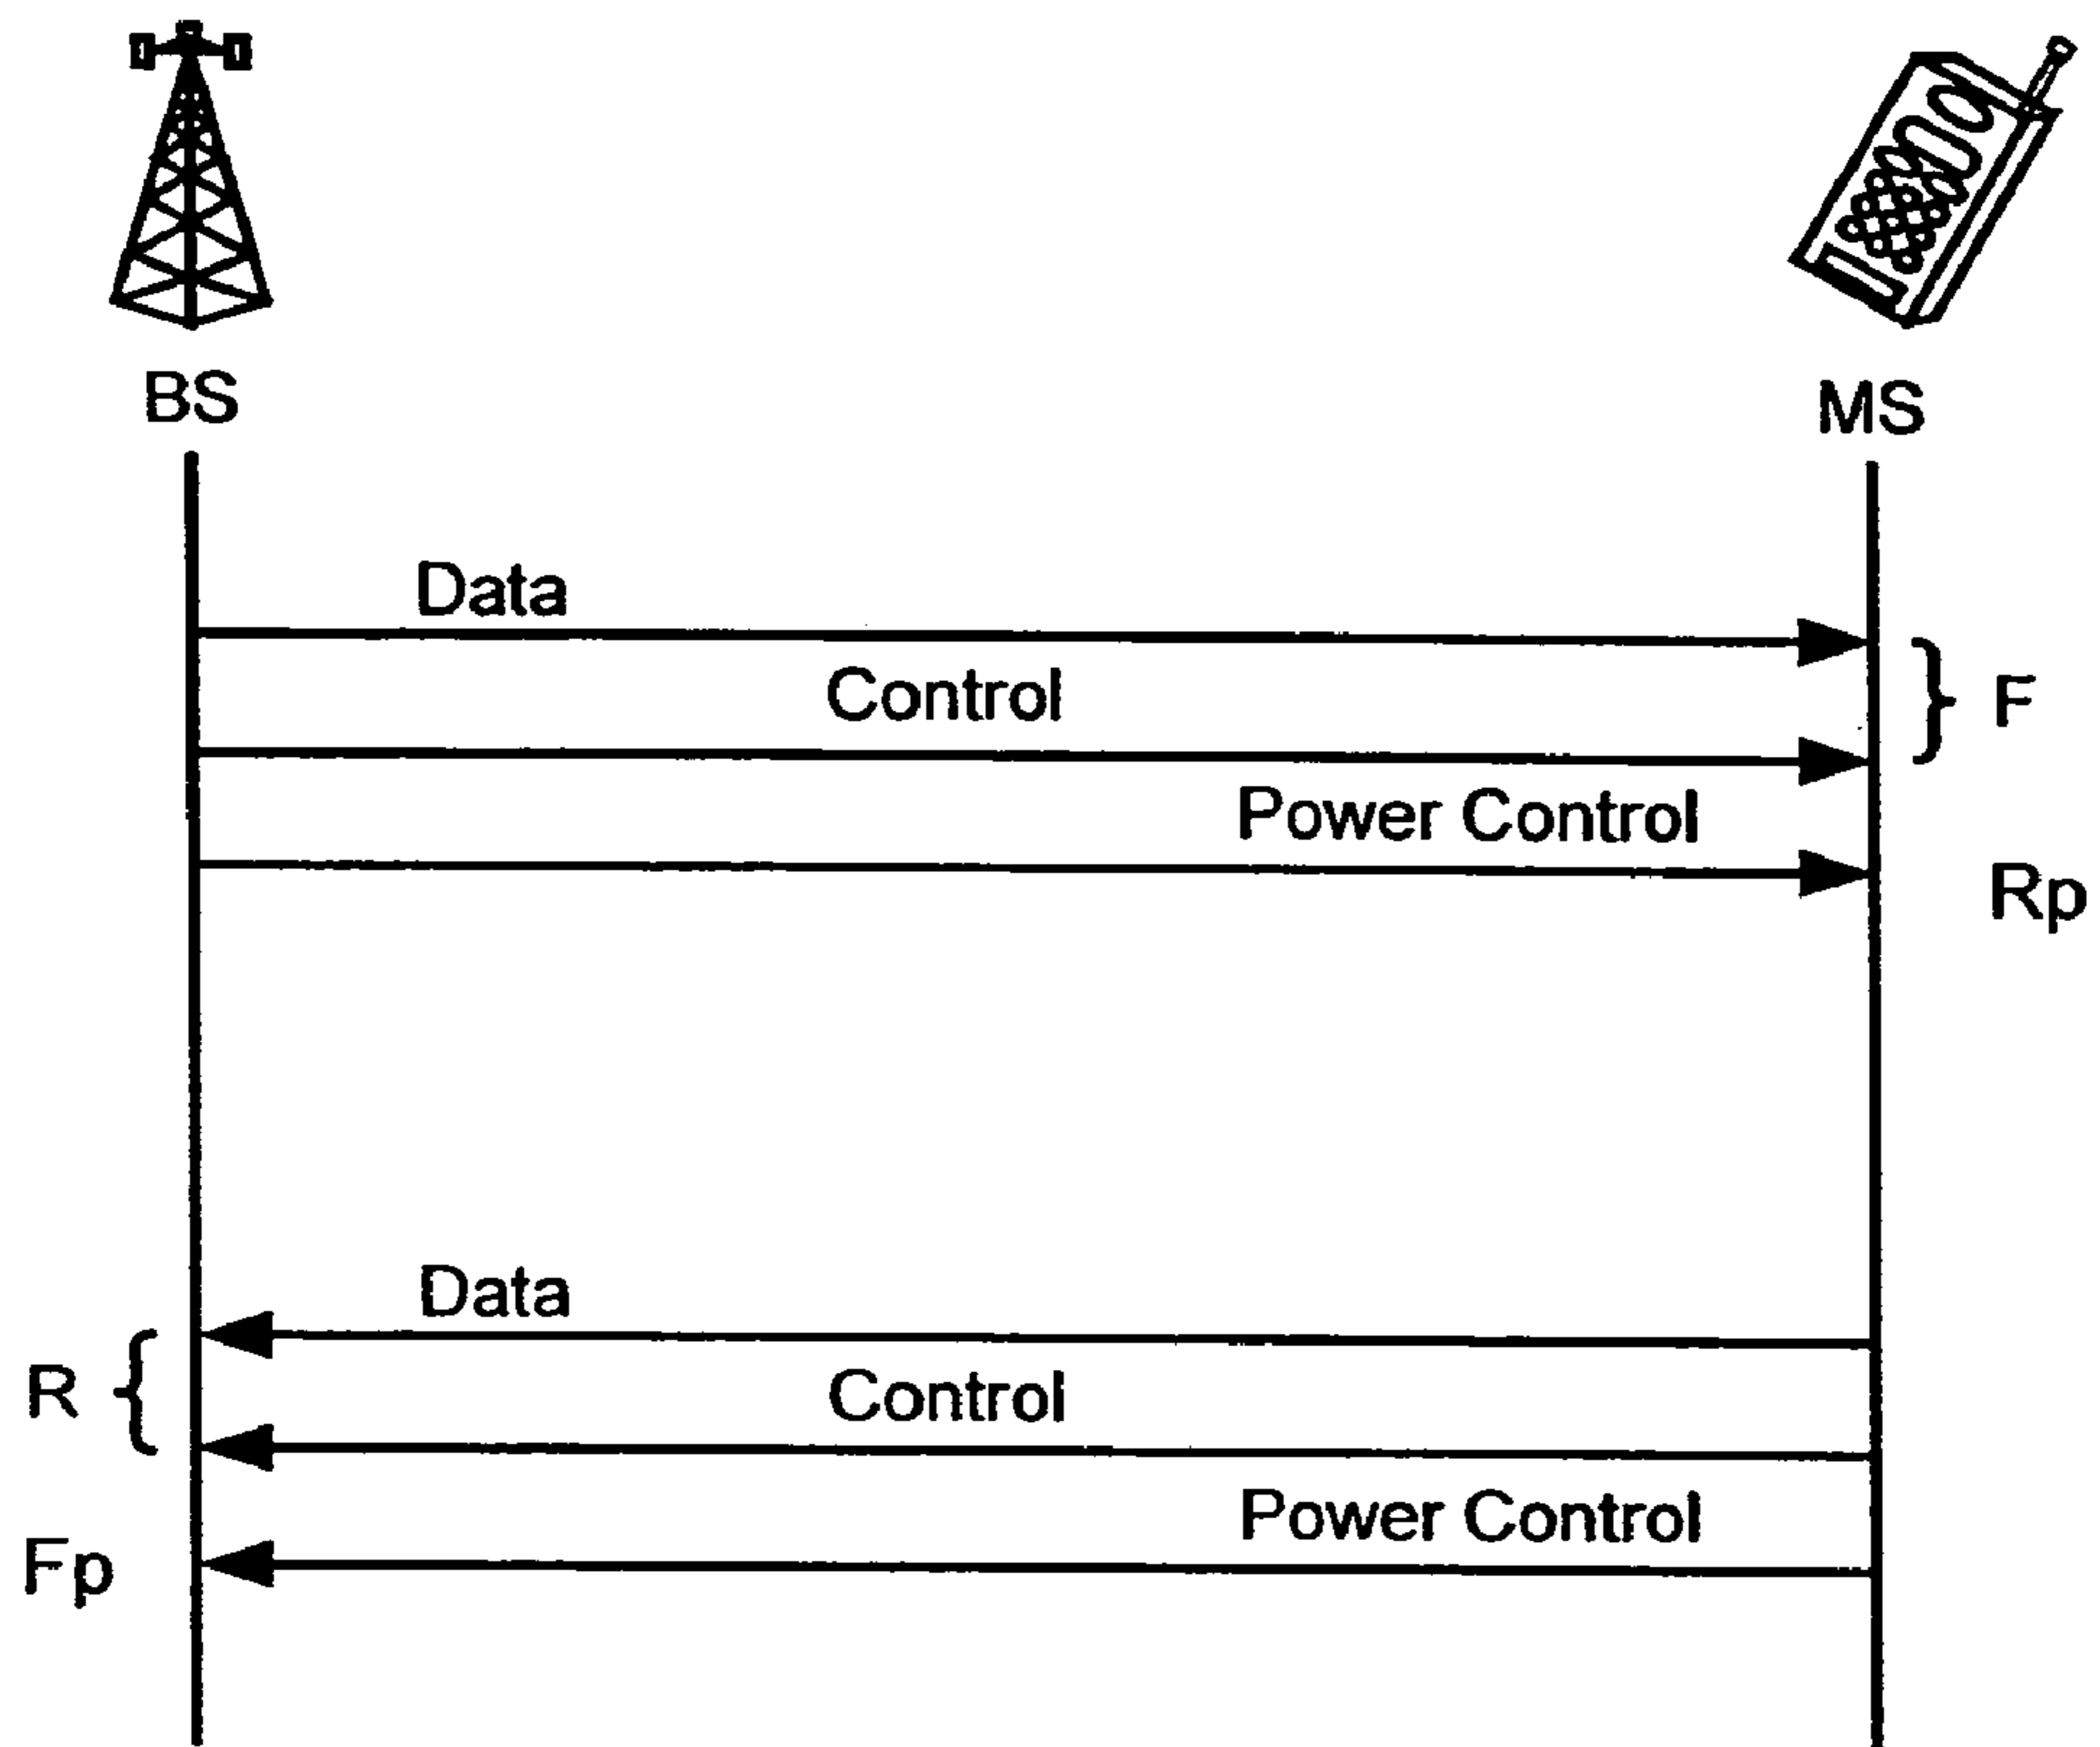 BS
MS
Data
Control
F
Power Control
Rp
Data
R
Control
Power Control
Fp